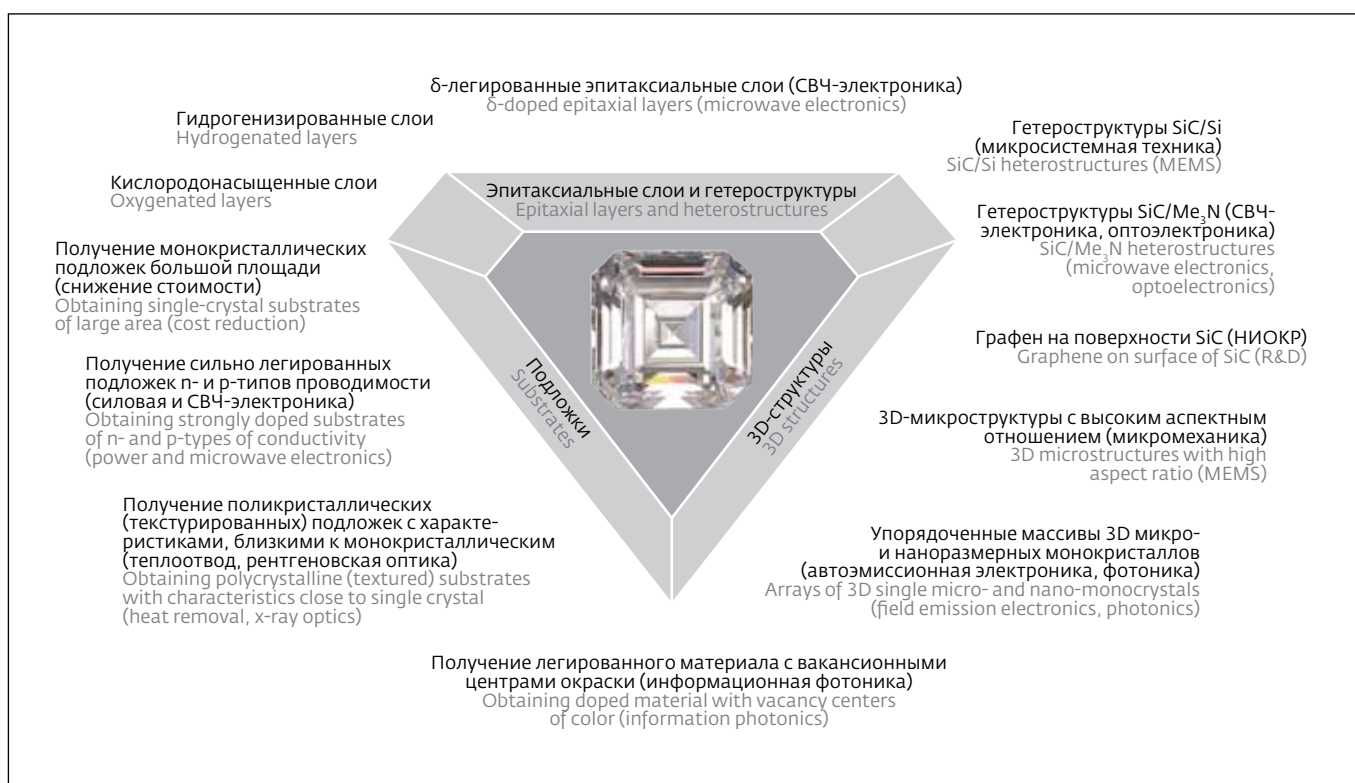 δ-легированные эпитаксиальные слои (СВЧ-электроника)
δ-doped epitaxial layers (microwave electronics)
Гидрогенизированные слои
Hydrogenated layers
Кислородонасыщенные слои
Oxygenated layers
Получение монокристаллических
подложек большой площади
(снижение стоимости)
Obtaining single-crystal substrates
of large area (cost reduction)
Получение сильно легированных
подложек n- и p-типов проводимости
(силовая и СВЧ-электроника)
Obtaining strongly doped substrates
of n- and p-types of conductivity
(power and microwave electronics)
Получение поликристаллических
(текстурированных) подложек с характе-
ристиками, близкими к монокристаллическим
(теплоотвод, рентгеновская оптика)
Obtaining polycrystalline (textured) substrates
with characteristics close to single crystal
(heat removal, x-ray optics)
Эпитаксиальные слои и гетероструктуры
Epitaxial layers and heterostructures
Подложки
Substrates
3D-структуры
3D structures
Гетероструктуры SiC/Si
(микросистемная техника)
SiC/Si heterostructures (MEMS)
Гетероструктуры SiC/Me₃N (СВЧ-
электроника, оптоэлектроника)
SiC/Me₃N heterostructures
(microwave electronics,
optoelectronics)
Графен на поверхности SiC (НИОКР)
Graphene on surface of SiC (R&D)
3D-микроструктуры с высоким аспектным
отношением (микромеханика)
3D microstructures with high
aspect ratio (MEMS)
Упорядоченные массивы 3D микро-
и наноразмерных монокристаллов
(автоэмиссионная электроника, фотоника)
Arrays of 3D single micro- and nano-monocrystals
(field emission electronics, photonics)
Получение легированного материала с вакансионными
центрами окраски (информационная фотоника)
Obtaining doped material with vacancy centers
of color (information photonics)